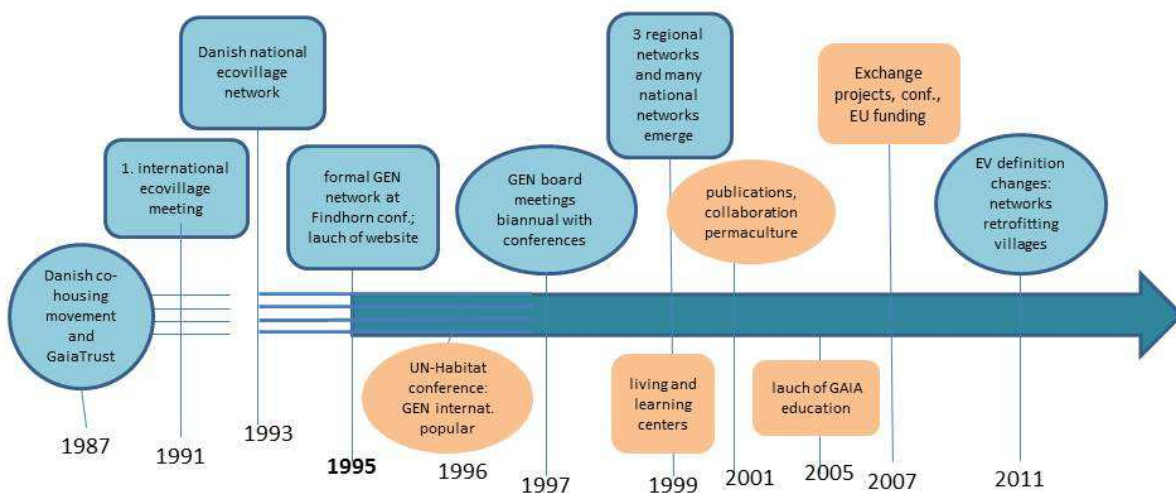 Danish co-
housing
movement
and
GaiaTrust
1987
1. international
ecovillage
meeting
1991
Danish national
ecovillage
network
1993
formal GEN
network at
Findhorn conf.;
lauch of website
1995
UN-Habitat
conference:
GEN internat.
popular
1996
GEN board
meetings
biannual with
conferences
1997
3 regional
networks
and many
national
networks
emerge
living and
learning
centers
1999
publications,
collaboration
permaculture
2001
lauch of GAIA
education
2005
Exchange
projects, conf.,
EU funding
2007
EV definition
changes:
networks
retrofitting
villages
2011